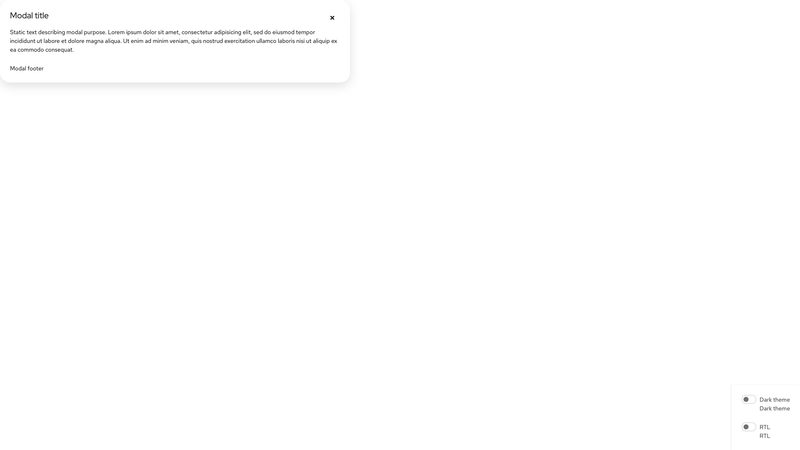 Modal title
Static text describing modal purpose. Lorem ipsum dolor sit amet, consectetur adipisicing elit, sed do eiusmod tempor
incididunt ut labore et dolore magna aliqua. Ut enim ad minim veniam, quis nostrud exercitation ullamco laboris nisi ut aliquip ex
ea commodo consequat.
Modal footer
Dark theme
Dark theme
RTL
RTL